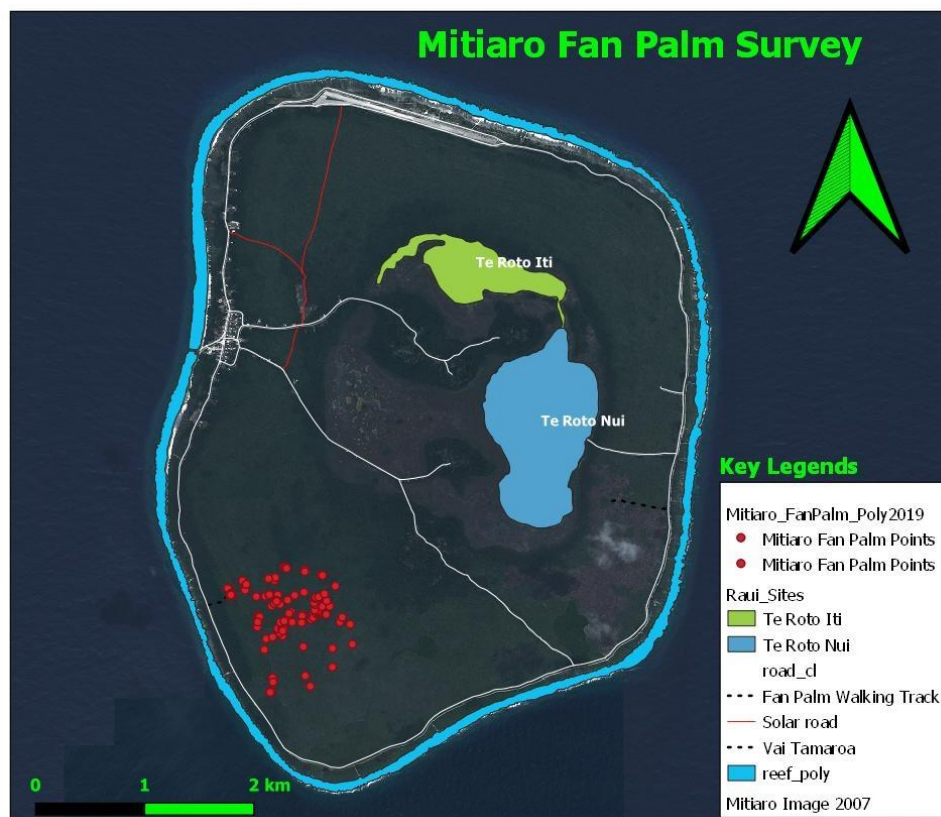 Mitiaro Fan Palm Survey
Te Roto Iti
Te Roto Nui
Key Legends
Mitiaro_FanPalm_Poly2019
Mitiaro Fan Palm Points
Mitiaro Fan Palm Points
Raui_Sites
Te Roto Iti
Te Roto Nui
road_cl
Fan Palm Walking Track
Solar road
Vai Tamaroa
reef_poly
Mitiaro Image 2007
0 1 2 km